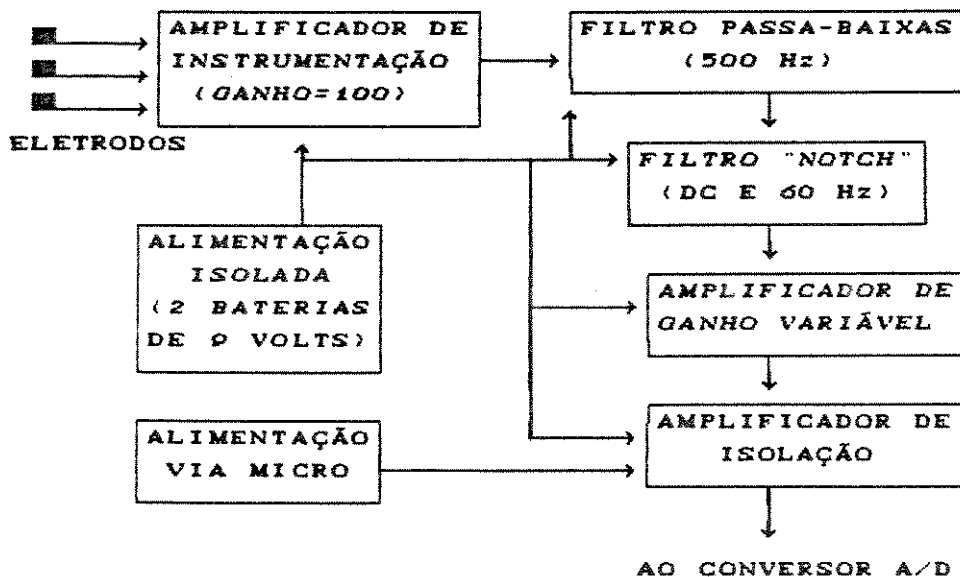 AMPLIFICADOR DE
INSTRUMENTAÇÃO
(GANHO=100)
ELETRODOS
FILTRO PASSA-BAIXAS
(500 Hz)
FILTRO "NOTCH"
(DC E 60 Hz)
ALIMENTAÇÃO
ISOLADA
(2 BATERIAS
DE 9 VOLTS)
AMPLIFICADOR DE
GANHO VARIÁVEL
ALIMENTAÇÃO
VIA MICRO
AMPLIFICADOR DE
ISOLAÇÃO
AO CONVERSOR A/D